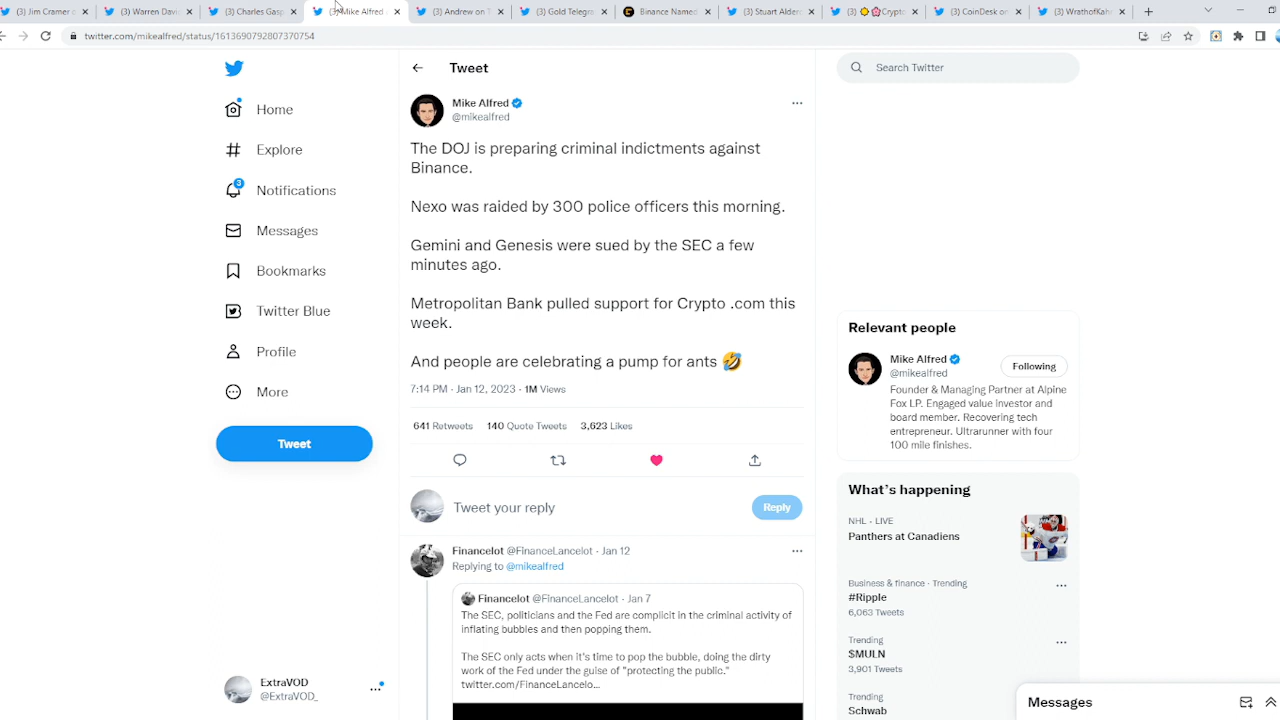 (3) Jim Cramer o
(3) Warren Davi
(3) Charles Gasp
(3) Mike Alfred
(3) Andrew on T
(3) Gold Telegra
Binance Named
(3) Stuart Alder
(3) Crypto
(3) CoinDesk on
(3) WrathofKahn
twitter.com/mikealfred/status/1613690792807370754
Home
Explore
3
Notifications
Messages
Bookmarks
Twitter Blue
Profile
More
Tweet
ExtraVOD
@ExtraVOD_
Tweet
Mike Alfred
@mikealfred
The DOJ is preparing criminal indictments against
Binance.
Nexo was raided by 300 police officers this morning.
Gemini and Genesis were sued by the SEC a few
minutes ago.
Metropolitan Bank pulled support for Crypto .com this
week.
And people are celebrating a pump for ants 🤣
7:14 PM · Jan 12, 2023 · 1M Views
641 Retweets 140 Quote Tweets 3,623 Likes
Tweet your reply
Reply
Financelot @FinanceLancelot · Jan 12
Replying to @mikealfred
Financelot @FinanceLancelot · Jan 7
The SEC, politicians and the Fed are complicit in the criminal activity of
inflating bubbles and then popping them.
The SEC only acts when it's time to pop the bubble, doing the dirty
work of the Fed under the guise of "protecting the public."
twitter.com/FinanceLancelo...
Search Twitter
Relevant people
Mike Alfred
@mikealfred
Following
Founder & Managing Partner at Alpine
Fox LP. Engaged value investor and
board member. Recovering tech
entrepreneur. Ultrarunner with four
100 mile finishes.
What's happening
NHL · LIVE
Panthers at Canadiens
Business & finance · Trending
#Ripple
6,063 Tweets
Trending
$MULN
3,901 Tweets
Trending
Schwab
Messages